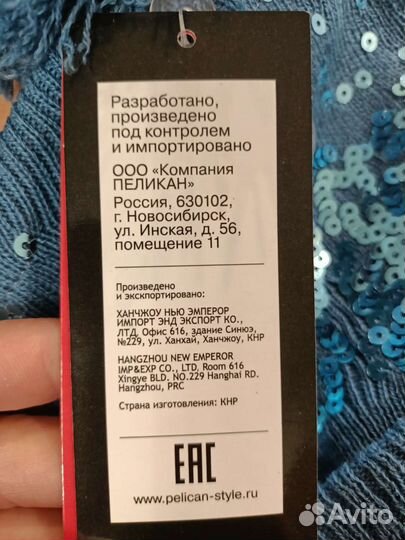 Разработано,
произведено
под контролем
и импортировано
ООО «Компания
ПЕЛИКАН»
Россия, 630102,
г. Новосибирск,
ул. Инская, д. 56,
помещение 11
Произведено
и экспортировано:
ХАНЧЖОУ НЬЮ ЭМПЕРОР
ИМПОРТ ЭНД ЭКСПОРТ КО.,
ЛТД. Офис 616, здание Синюэ,
№229, ул. Ханхай, Ханчжоу, КНР
HANGZHOU NEW EMPEROR
IMP&EXP CO., LTD, Room 616
Xingye BLD. NO.229 Hanghai RD.
Hangzhou, PRC
Страна изготовления: КНР
EAC
www.pelican-style.ru
Avito